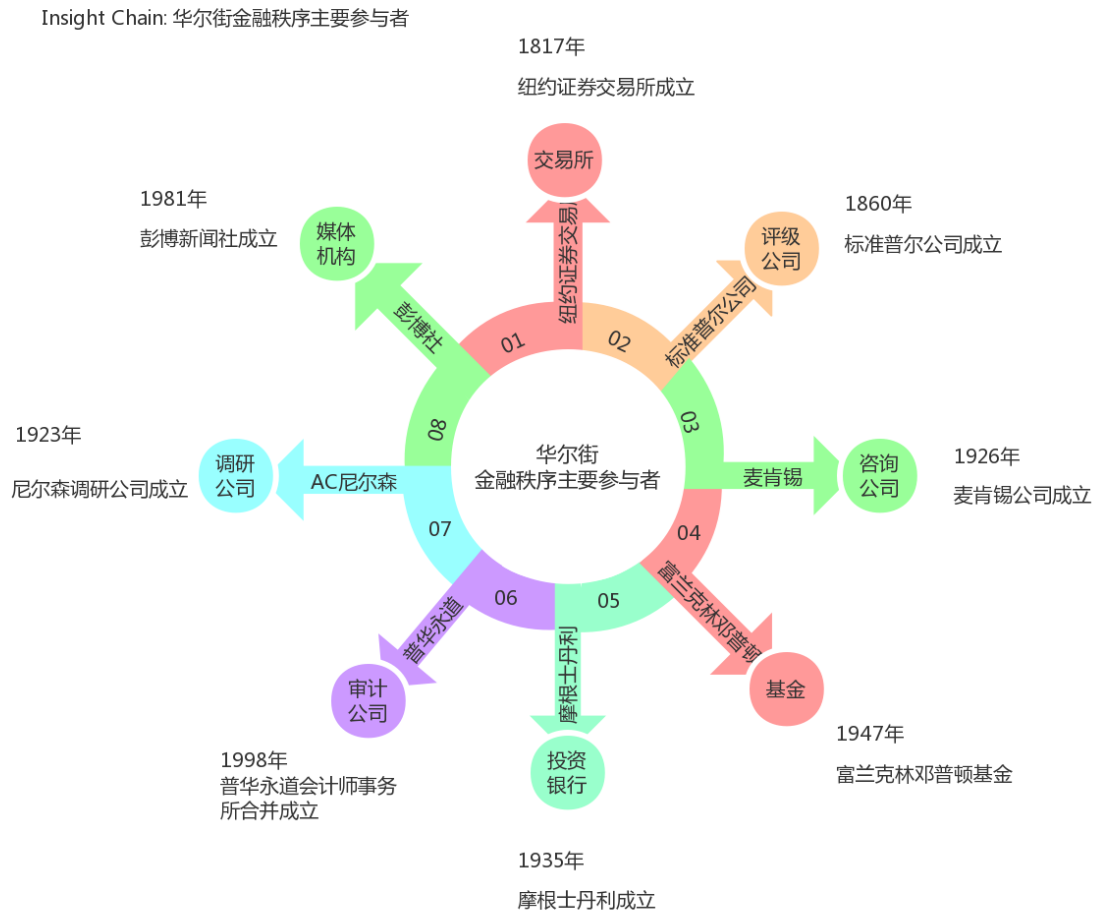 Insight Chain: 华尔街金融秩序主要参与者
1817年
纽约证券交易所成立
交易所
纽约证券交易
01
1860年
标准普尔公司成立
评级
公司
标准普尔公司
02
1926年
麦肯锡公司成立
咨询
公司
麦肯锡
03
1947年
富兰克林邓普顿基金
基金
富兰克林邓普顿
04
1935年
摩根士丹利成立
投资
银行
摩根士丹利
05
1998年
普华永道会计师事务
所合并成立
审计
公司
普华永道
06
1923年
尼尔森调研公司成立
调研
公司
AC尼尔森
07
1981年
彭博新闻社成立
媒体
机构
彭博社
08
华尔街
金融秩序主要参与者